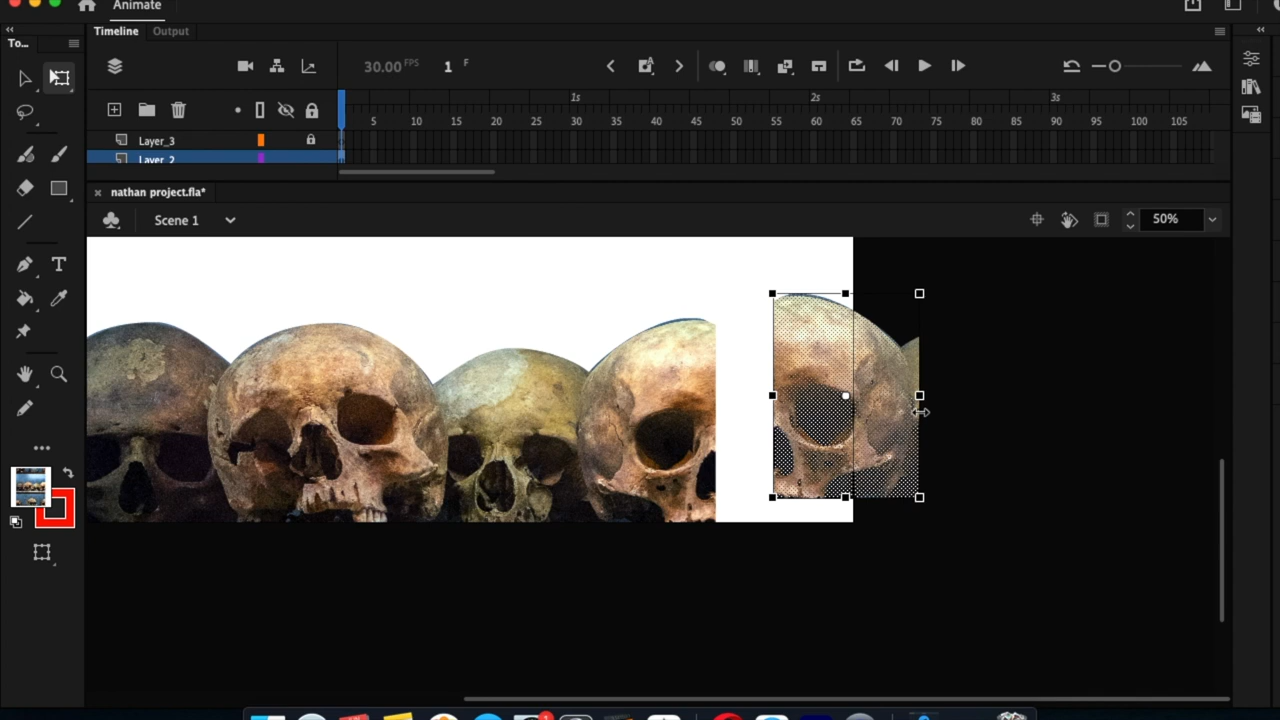 Animate
Timeline Output
To...
30.00 FPS 1 F
1s 2s 3s
5 10 15 20 25 30 35 40 45 50 55 60 65 70 75 80 85 90 95 100 105
Layer_3
Layer_2
× nathan project.fla*
Scene 1
50%
T